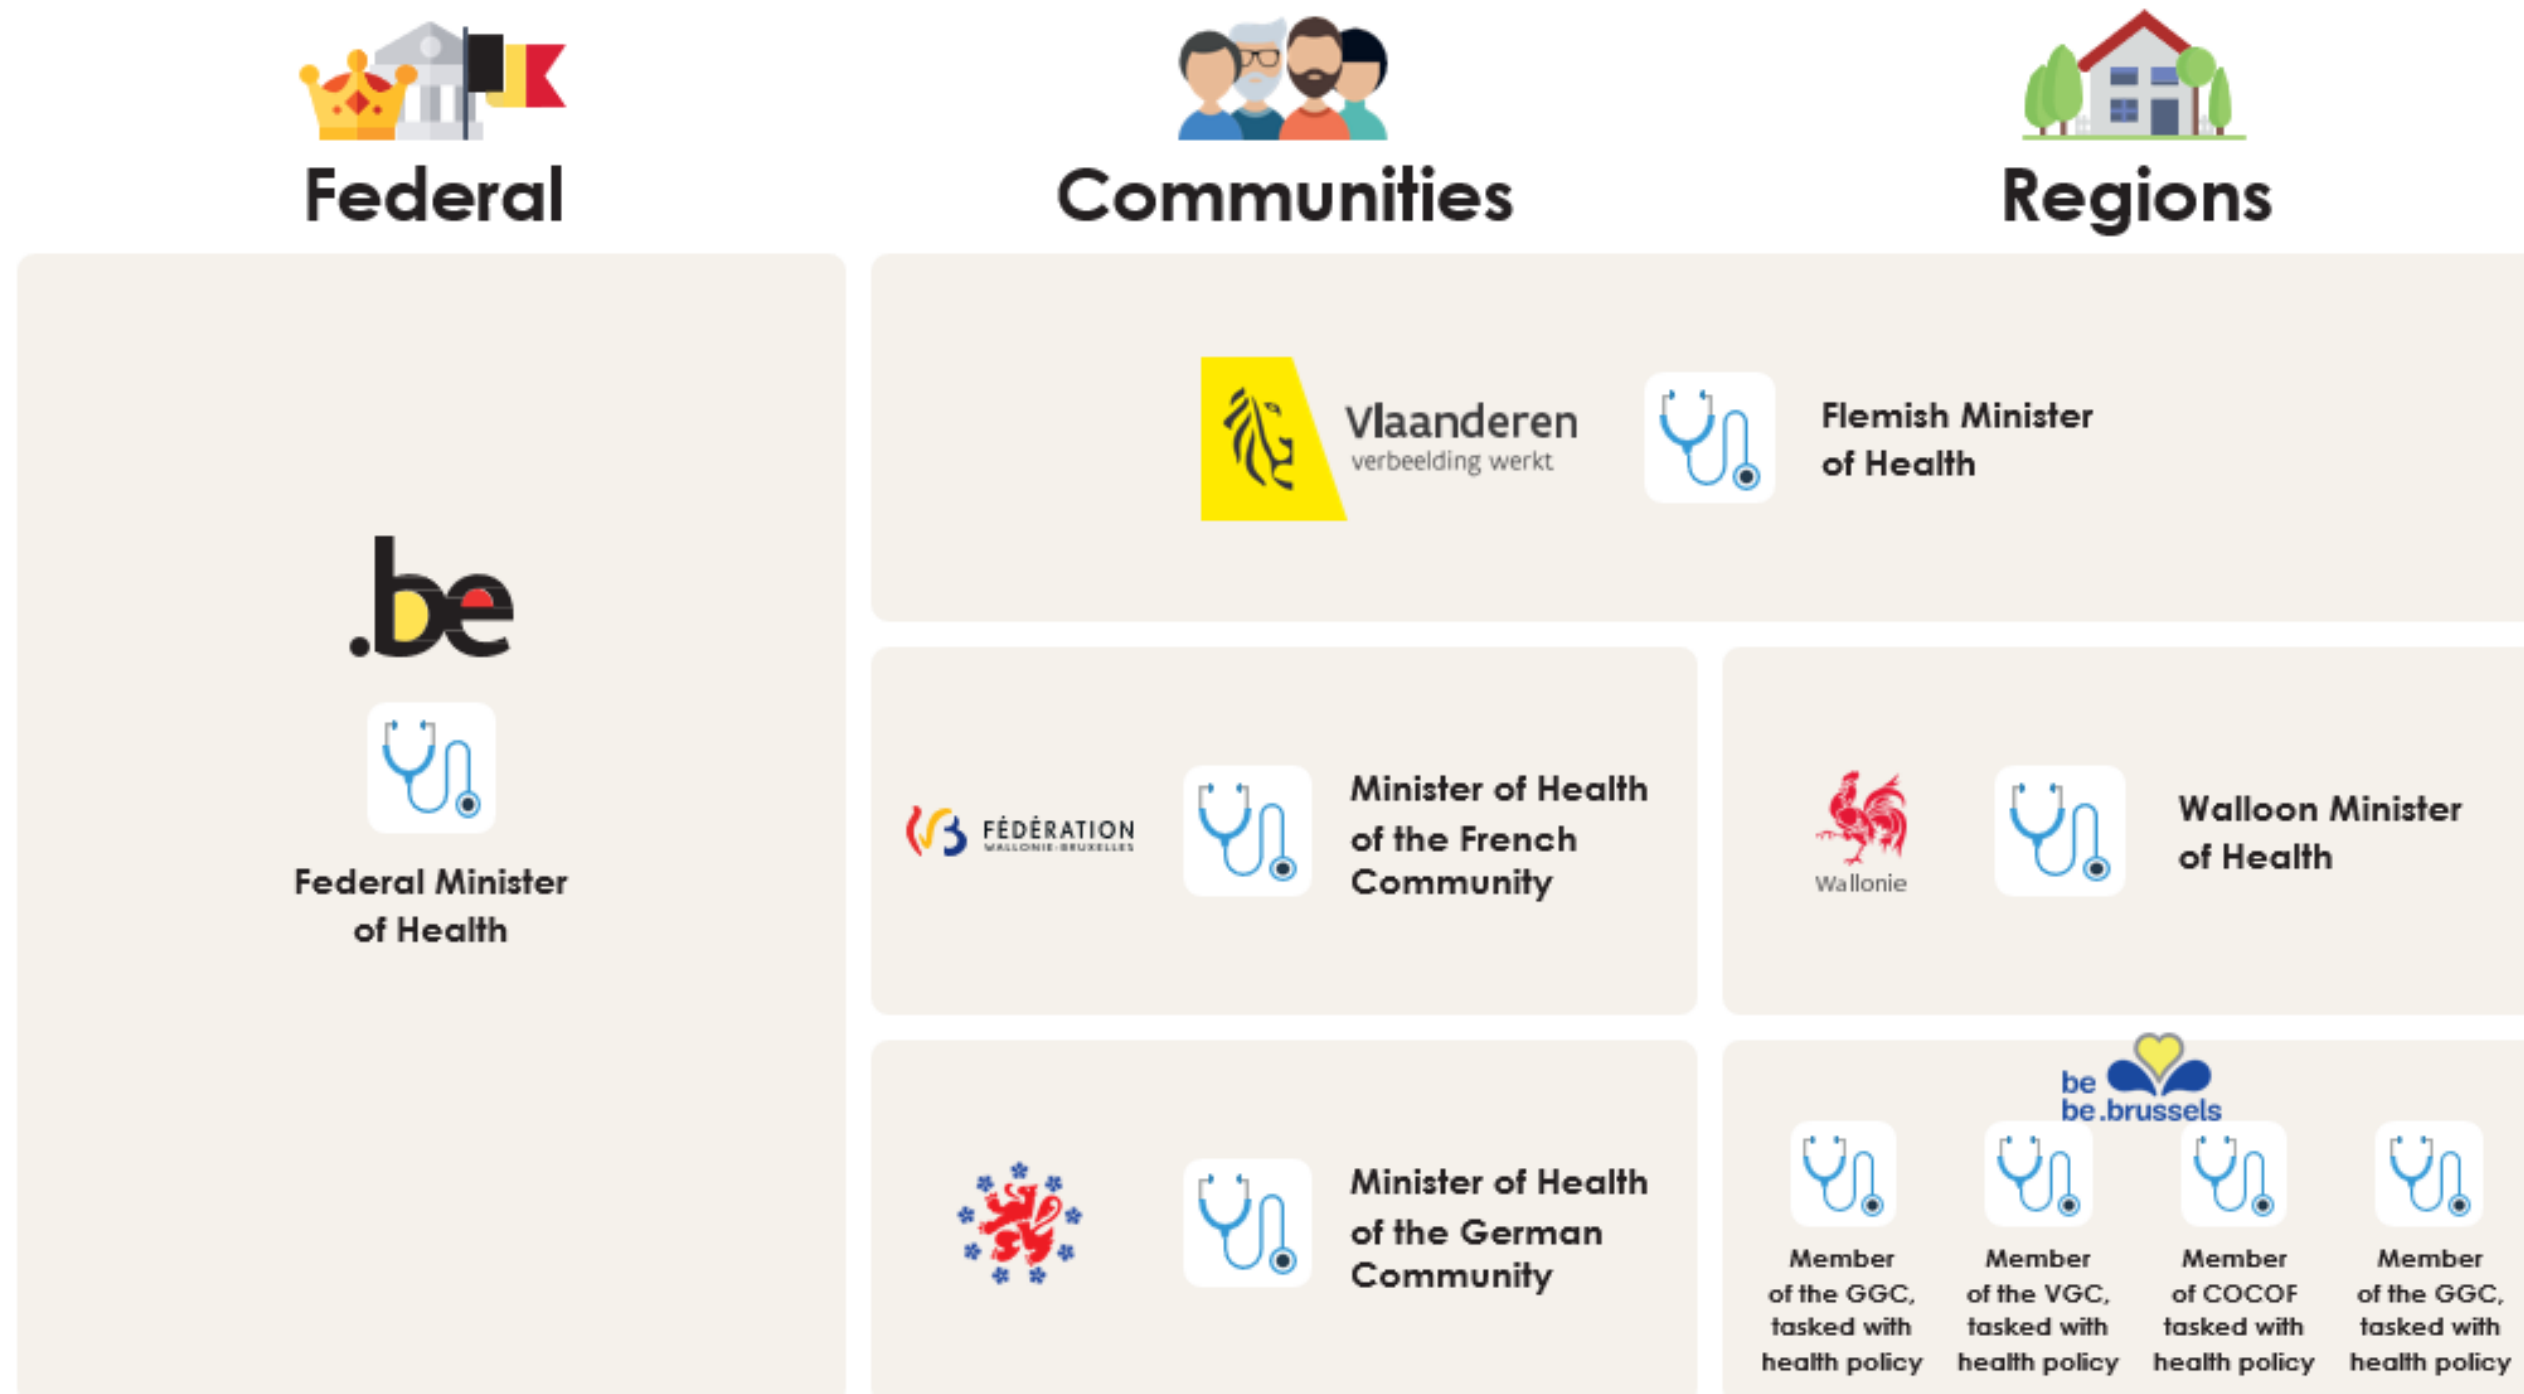 Federal
Communities
Regions
.be
Federal Minister
of Health
Vlaanderen
verbeelding werkt
Flemish Minister
of Health
FÉDÉRATION
WALLONIE-BRUXELLES
Minister of Health
of the French
Community
Wallonie
Walloon Minister
of Health
Minister of Health
of the German
Community
be
be.brussels
Member
of the GGC,
tasked with
health policy
Member
of the VGC,
tasked with
health policy
Member
of COCOF
tasked with
health policy
Member
of the GGC,
tasked with
health policy